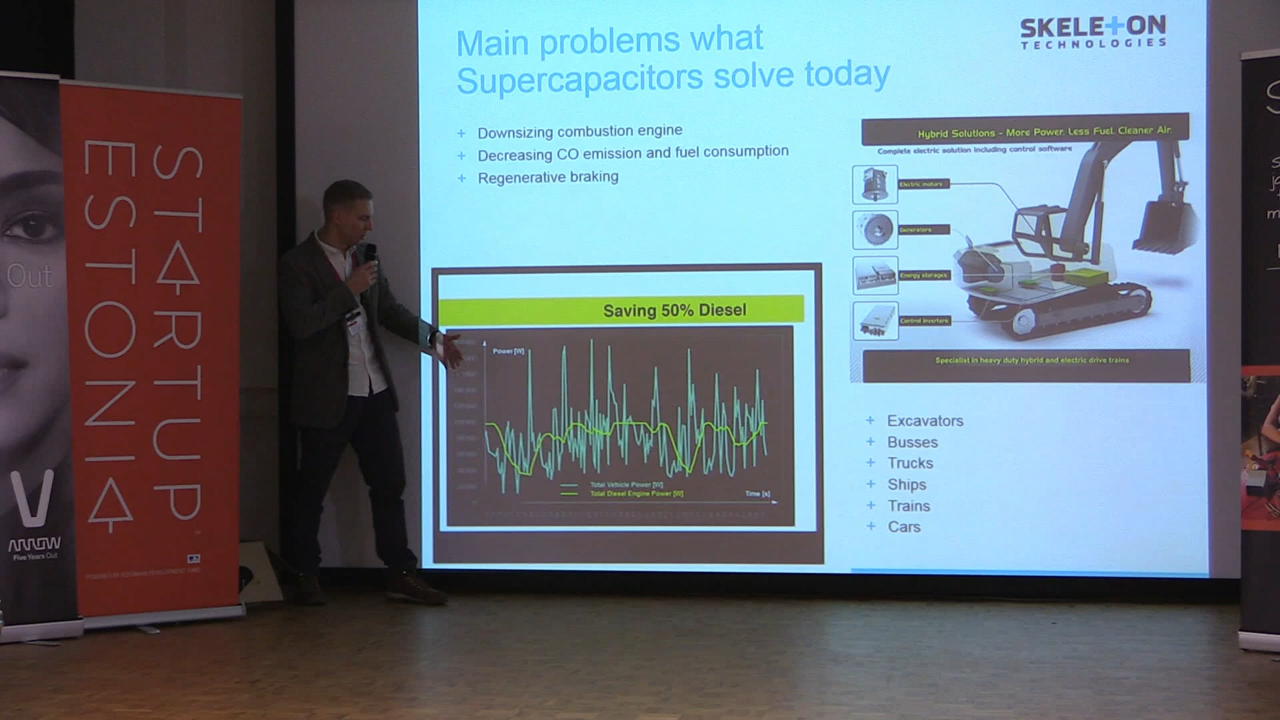 Out
ARROW
Five Years Out
STARTUP
ESTONIA
Main problems what
Supercapacitors solve today
SKELETON
TECHNOLOGIES
+ Downsizing combustion engine
+ Decreasing CO emission and fuel consumption
+ Regenerative braking
Saving 50% Diesel
Power [W]
Total Vehicle Power [W]
Total Diesel Engine Power [W]
Time [s]
Hybrid Solutions - More Power, Less Fuel, Cleaner Air.
Complete electric solution including control software
Electric motors
Generators
Energy storages
Control inverters
Specialist in heavy duty hybrid and electric drive trains
+ Excavators
+ Busses
+ Trucks
+ Ships
+ Trains
+ Cars